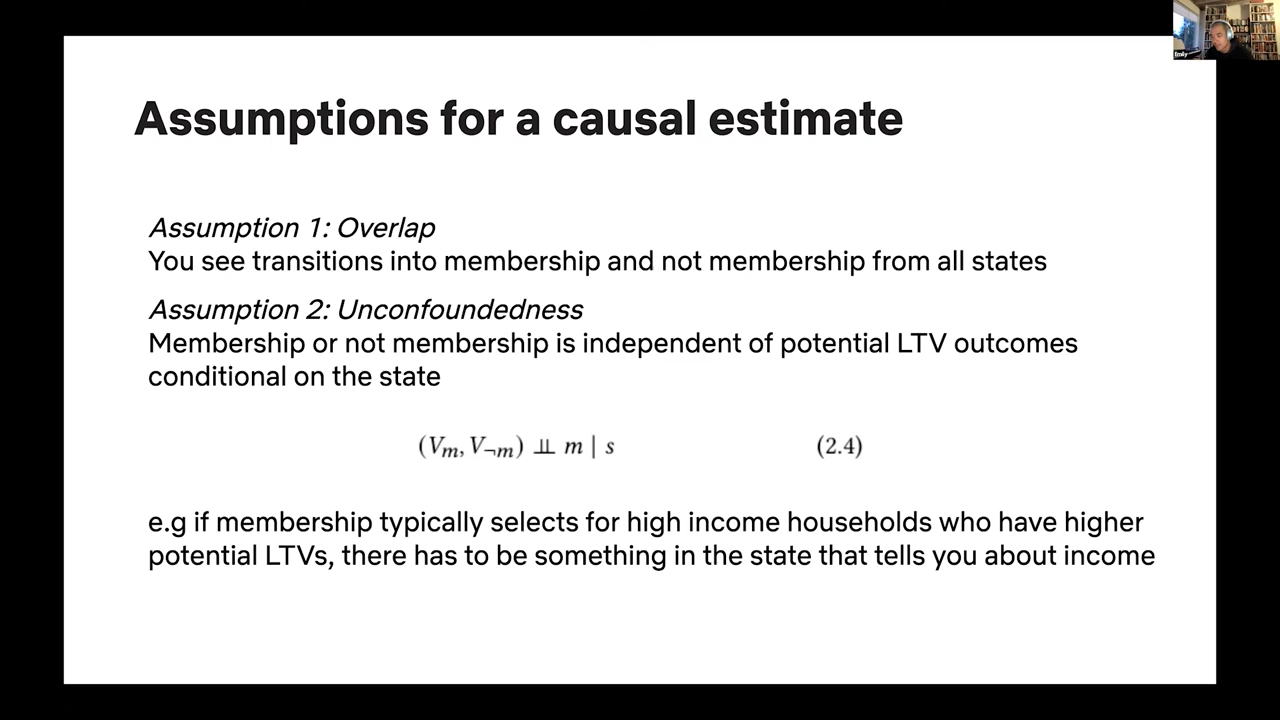 Assumptions for a causal estimate
Assumption 1: Overlap
You see transitions into membership and not membership from all states
Assumption 2: Unconfoundedness
Membership or not membership is independent of potential LTV outcomes
conditional on the state
(Vₘ, V¬ₘ) ⫫ m | s (2.4)
e.g if membership typically selects for high income households who have higher
potential LTVs, there has to be something in the state that tells you about income
Emily